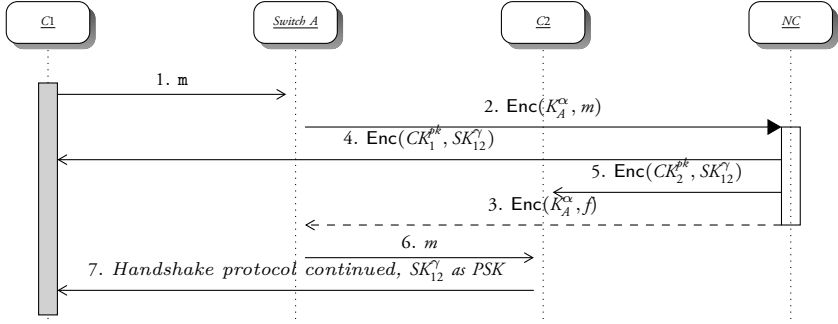 C1 Switch A C2 NC
1. m
2. Enc(K_A^α, m)
4. Enc(CK_1^pk, SK_12^γ)
5. Enc(CK_2^pk, SK_12^γ)
3. Enc(K_A^α, f)
6. m
7. Handshake protocol continued, SK_12^γ as PSK